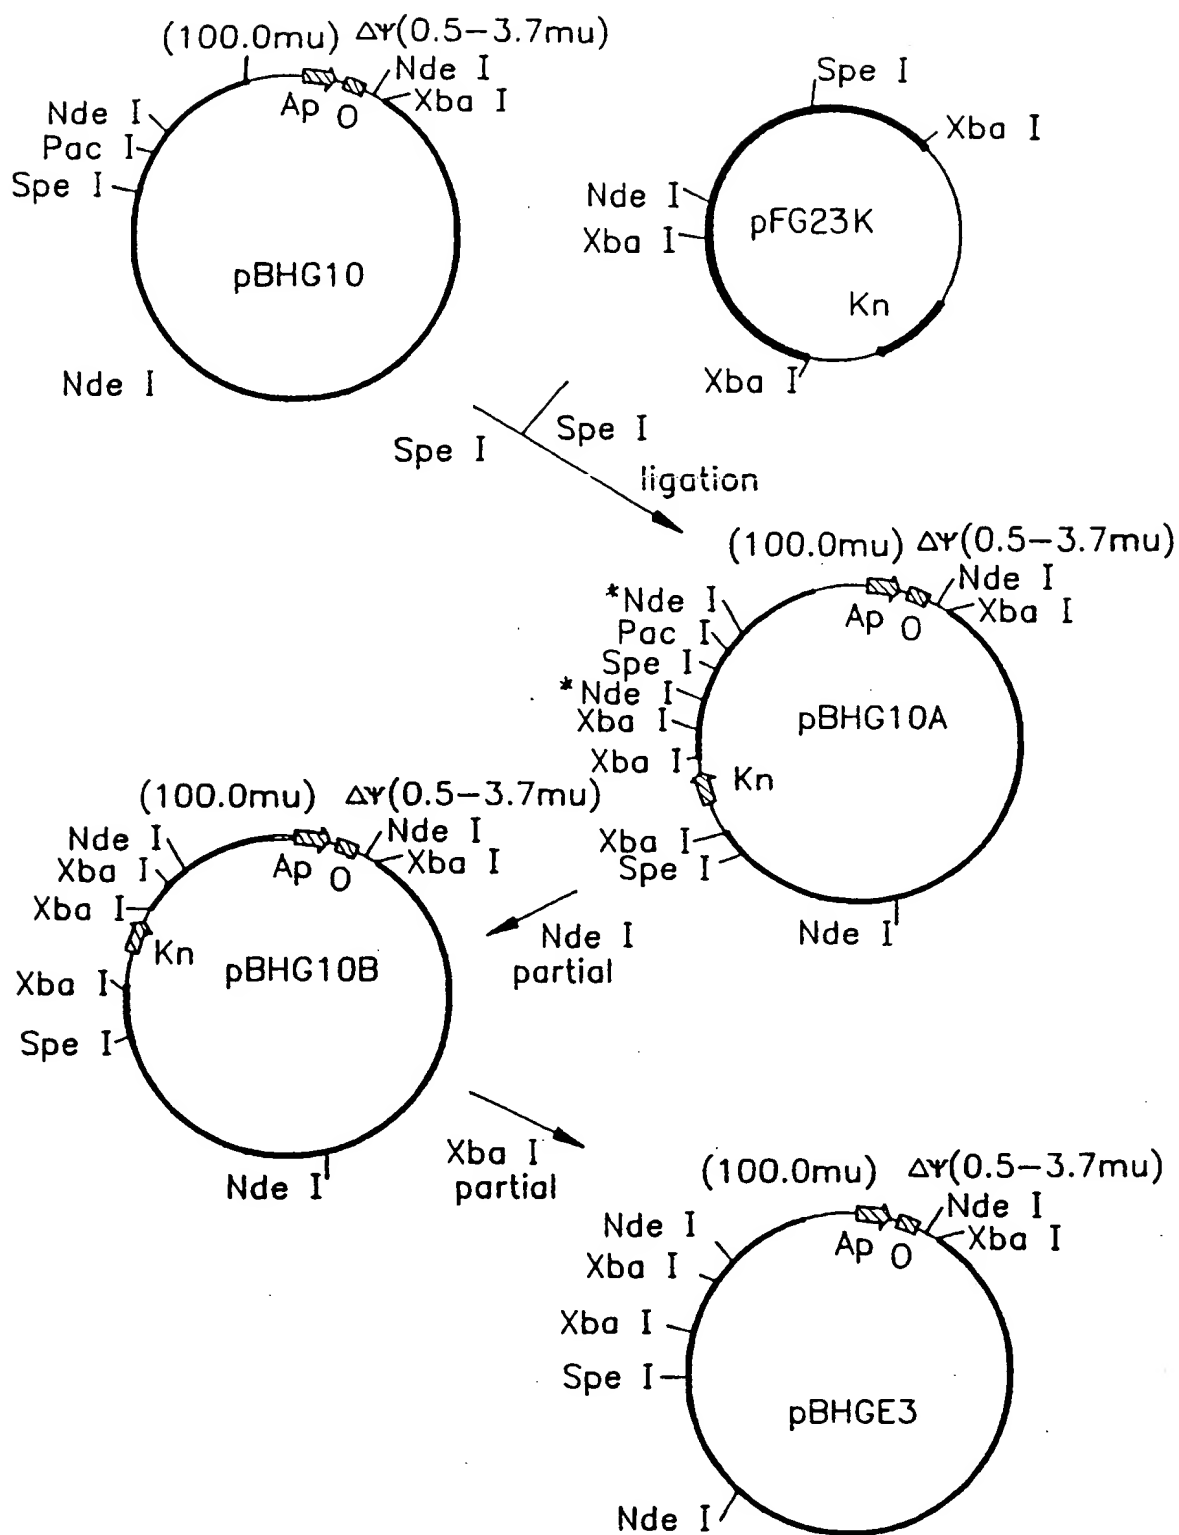 (100.0mu) ΔΨ(0.5–3.7mu)
Nde I
Xba I
Ap O
Nde I
Pac I
Spe I
pBHG10
Nde I
Spe I
Xba I
Nde I
Xba I
pFG23K
Kn
Xba I
Spe I
Spe I
ligation
(100.0mu) ΔΨ(0.5–3.7mu)
Nde I
Xba I
Ap O
*Nde I
Pac I
Spe I
*Nde I
Xba I
Xba I
Kn
pBHG10A
Xba I
Spe I
Nde I
Nde I
partial
(100.0mu) ΔΨ(0.5–3.7mu)
Nde I
Xba I
Ap O
Nde I
Xba I
Xba I
Kn
pBHG10B
Xba I
Spe I
Nde I
Xba I
partial
(100.0mu) ΔΨ(0.5–3.7mu)
Nde I
Xba I
Ap O
Nde I
Xba I
Xba I
Spe I
pBHGE3
Nde I